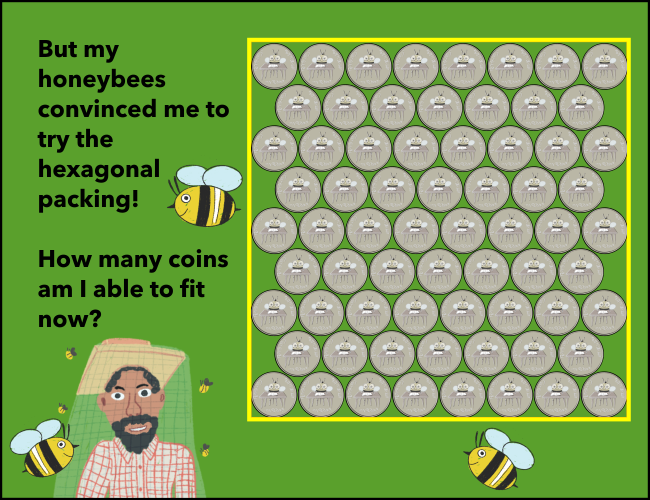 But my
honeybees
convinced me to
try the
hexagonal
packing!
How many coins
am I able to fit
now?